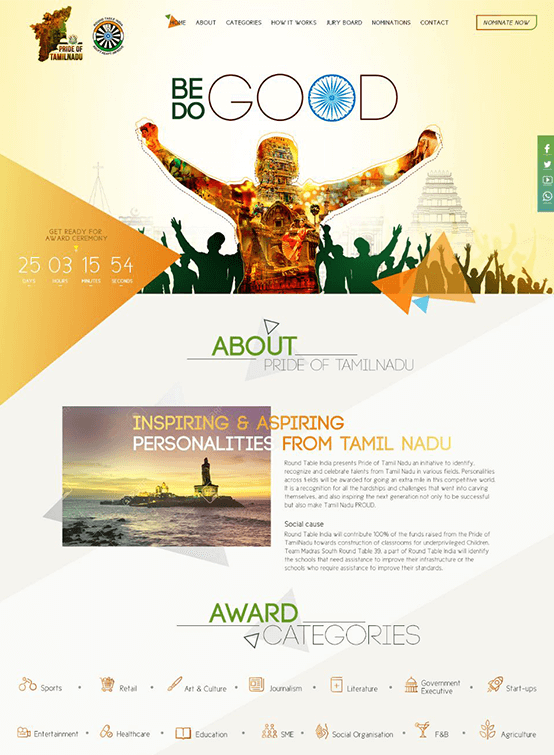 PRIDE OF
TAMILNADU
HOME ABOUT CATEGORIES HOW IT WORKS JURY BOARD NOMINATIONS CONTACT
NOMINATE NOW
BE
DO
GOOD
GET READY FOR
AWARD CEREMONY
25 03 15 54
DAYS HOURS MINUTES SECONDS
ABOUT
PRIDE OF TAMILNADU
INSPIRING & ASPIRING
PERSONALITIES FROM TAMIL NADU
Round Table India presents Pride of Tamil Nadu an initiative to identify,
recognize and celebrate talents from Tamil Nadu in various fields. Personalities
across fields will be awarded for going an extra mile in this competitive world.
It is a recognition for all the hardships and challenges that went into carving
themselves, and also inspiring the next generation not only to be successful
but also make Tamil Nadu PROUD.
Social cause
Round Table India will contribute 100% of the funds raised from the Pride of
TamilNadu towards construction of classrooms for underprivileged Children.
Team Madras South Round Table 39, a part of Round Table India will identify
the schools that need assistance to improve their infrastructure or the
schools who require assistance to improve their standards.
AWARD
CATEGORIES
Sports Retail Art & Culture Journalism Literature Government Executive Start-ups
Entertainment Healthcare Education SME Social Organisation F&B Agriculture